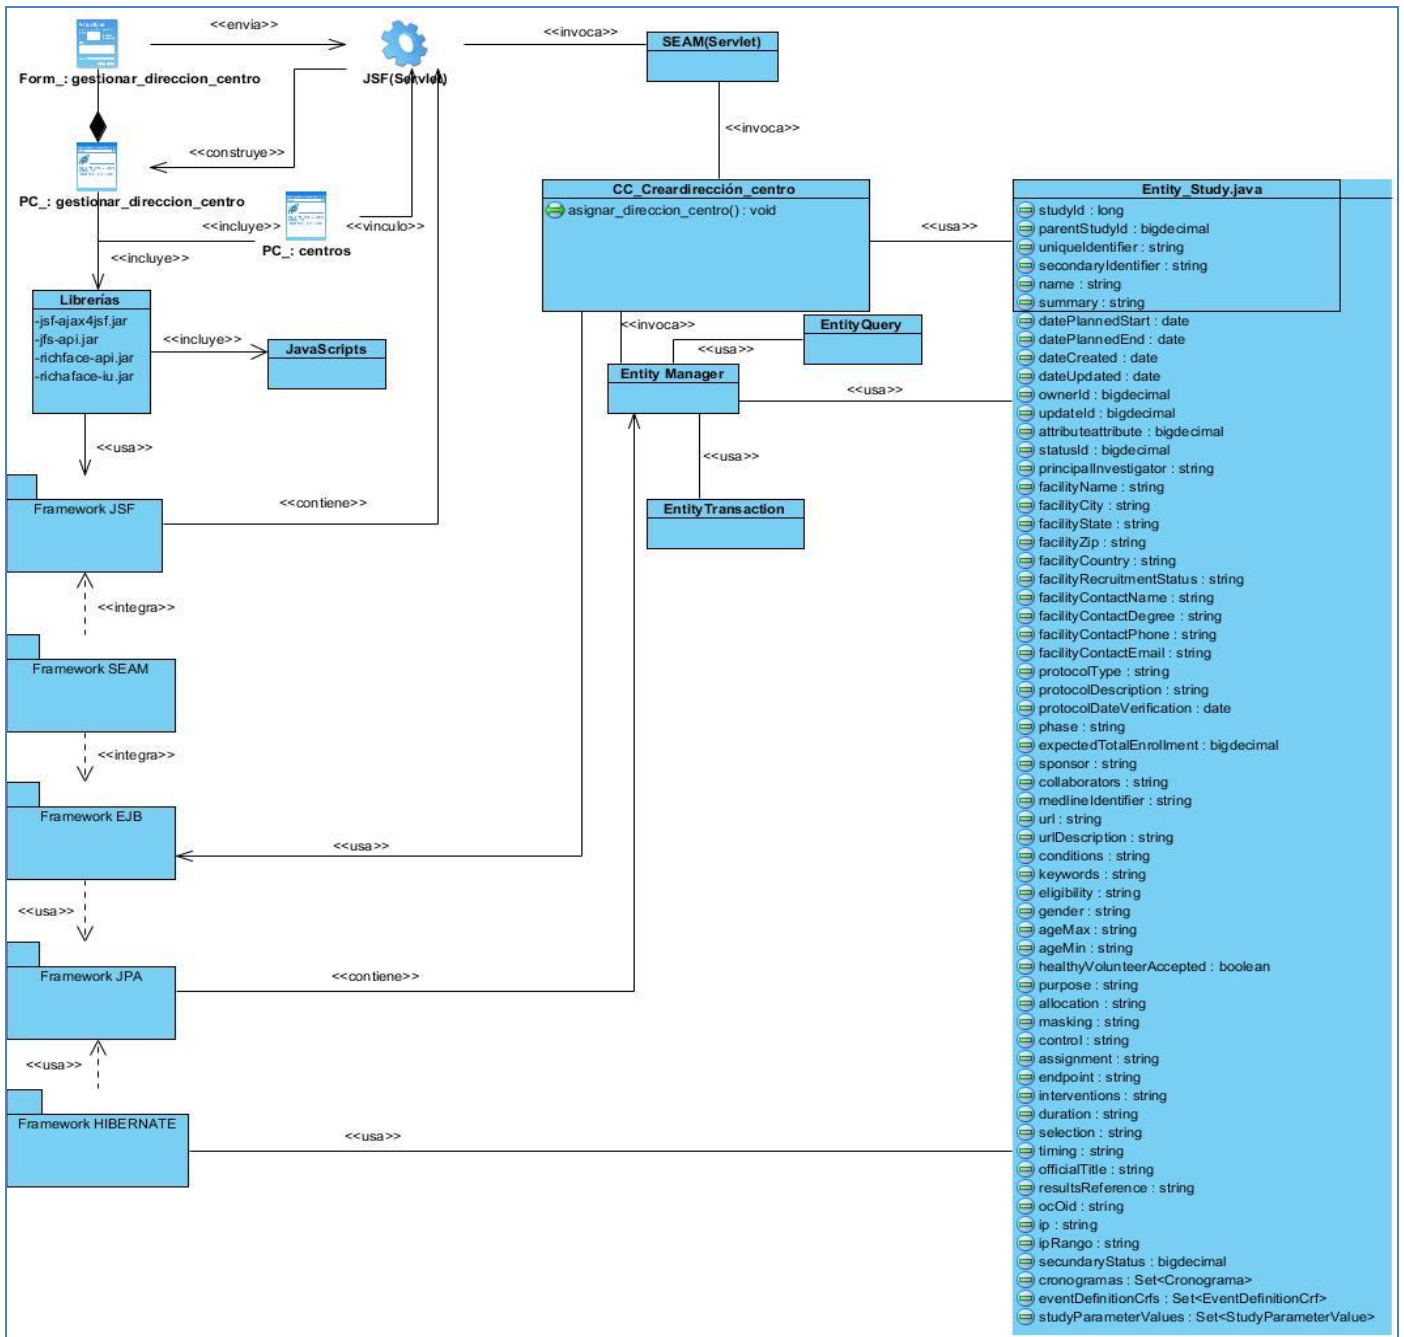 <<envia>>
<<invoca>>
SEAM(Servlet)
Form_: gestionar_direccion_centro
JSF(Servlet)
<<invoca>>
<<construye>>
PC_: gestionar_direccion_centro
<<incluye>>
<<vinculo>>
PC_: centros
<<incluye>>
CC_Creardirección_centro
asignar_direccion_centro() : void
<<usa>>
Librerías
-jsf-ajax4jsf.jar
-jfs-api.jar
-richface-api.jar
-richaface-iu.jar
<<incluye>>
JavaScripts
<<invoca>>
EntityQuery
<<usa>>
Entity Manager
<<usa>>
<<usa>>
<<usa>>
EntityTransaction
Framework JSF
<<contiene>>
<<integra>>
Framework SEAM
<<integra>>
Framework EJB
<<usa>>
<<usa>>
Framework JPA
<<contiene>>
<<usa>>
Framework HIBERNATE
<<usa>>
Entity_Study.java
studyId : long
parentStudyId : bigdecimal
uniqueIdentifier : string
secondaryIdentifier : string
name : string
summary : string
datePlannedStart : date
datePlannedEnd : date
dateCreated : date
dateUpdated : date
ownerId : bigdecimal
updateId : bigdecimal
attributeattribute : bigdecimal
statusId : bigdecimal
principalInvestigator : string
facilityName : string
facilityCity : string
facilityState : string
facilityZip : string
facilityCountry : string
facilityRecruitmentStatus : string
facilityContactName : string
facilityContactDegree : string
facilityContactPhone : string
facilityContactEmail : string
protocolType : string
protocolDescription : string
protocolDateVerification : date
phase : string
expectedTotalEnrollment : bigdecimal
sponsor : string
collaborators : string
medlineIdentifier : string
url : string
urlDescription : string
conditions : string
keywords : string
eligibility : string
gender : string
ageMax : string
ageMin : string
healthyVolunteerAccepted : boolean
purpose : string
allocation : string
masking : string
control : string
assignment : string
endpoint : string
interventions : string
duration : string
selection : string
timing : string
officialTitle : string
resultsReference : string
ocOid : string
ip : string
ipRango : string
secundaryStatus : bigdecimal
cronogramas : Set<Cronograma>
eventDefinitionCrfs : Set<EventDefinitionCrf>
studyParameterValues : Set<StudyParameterValue>